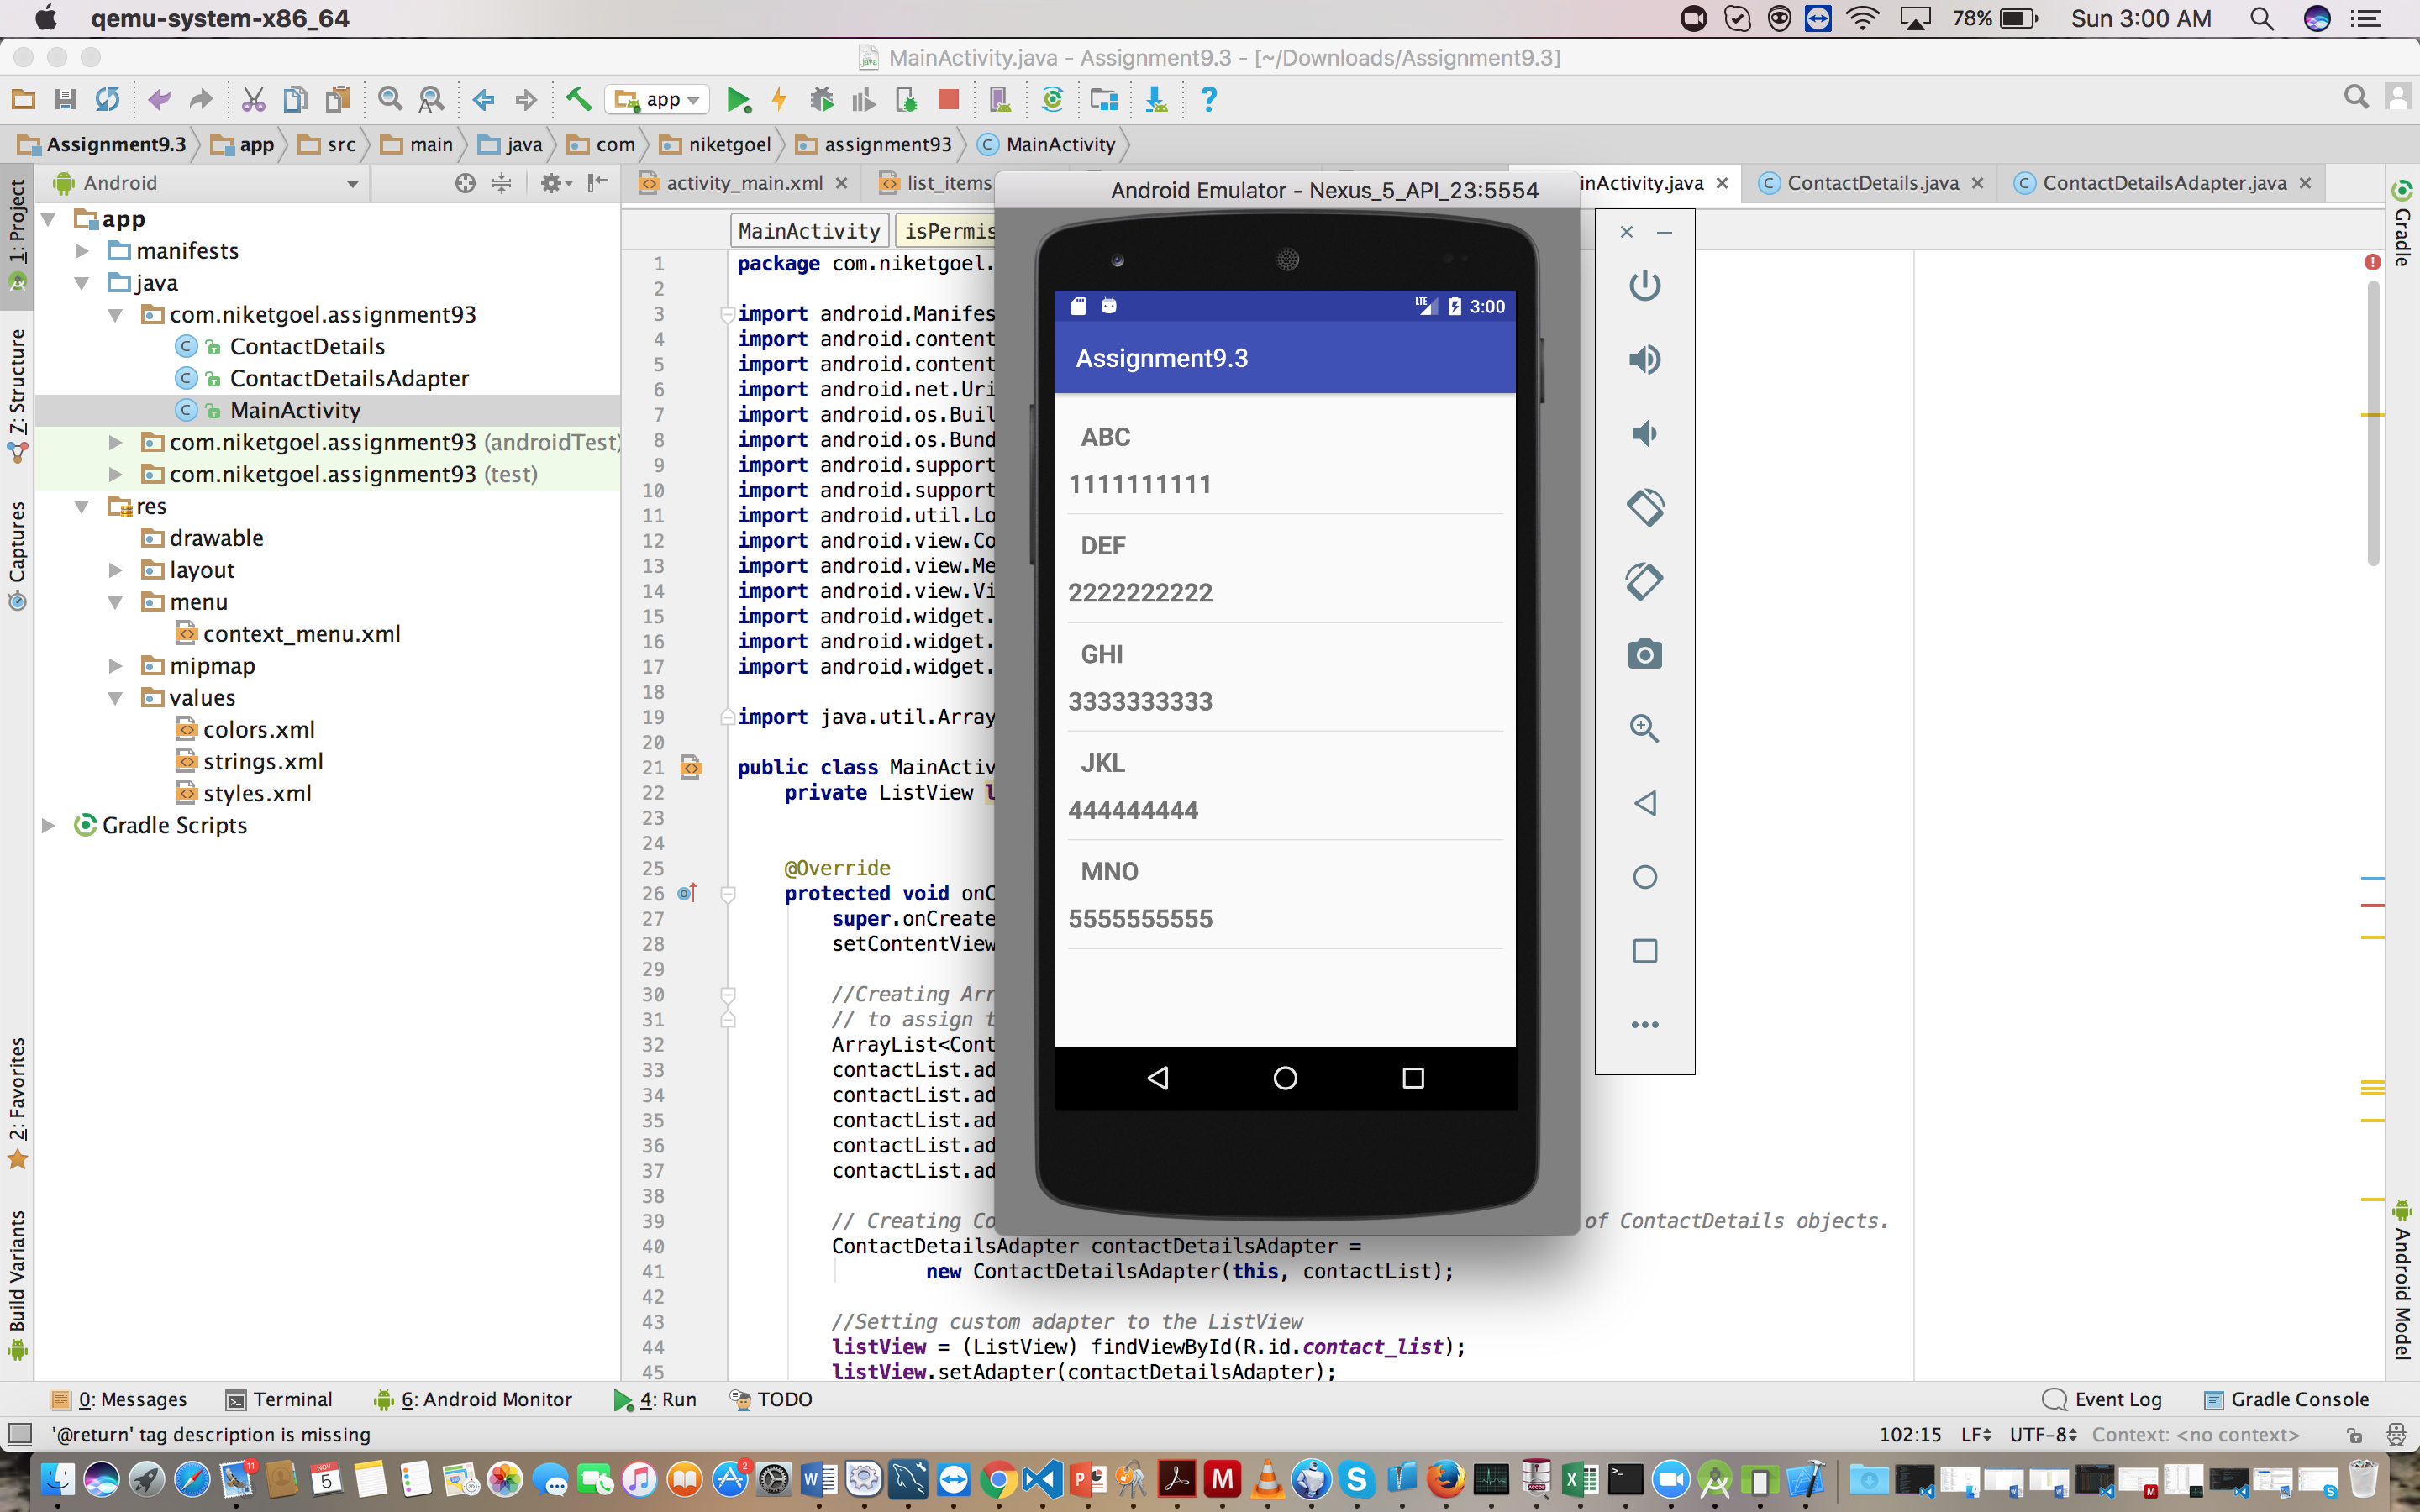 qemu-system-x86_64
78%
Sun 3:00 AM
MainActivity.java - Assignment9.3 - [~/Downloads/Assignment9.3]
app
Assignment9.3
app
src
main
java
com
niketgoel
assignment93
MainActivity
Android
activity_main.xml
list_items
inActivity.java
ContactDetails.java
ContactDetailsAdapter.java
Android Emulator - Nexus_5_API_23:5554
MainActivity
isPermis
1: Project
7: Structure
Captures
2: Favorites
Build Variants
Gradle
Android Model
app
manifests
java
com.niketgoel.assignment93
ContactDetails
ContactDetailsAdapter
MainActivity
com.niketgoel.assignment93 (androidTest)
com.niketgoel.assignment93 (test)
res
drawable
layout
menu
context_menu.xml
mipmap
values
colors.xml
strings.xml
styles.xml
Gradle Scripts
1 package com.niketgoel.
2
3 import android.Manifes
4 import android.content
5 import android.content
6 import android.net.Uri
7 import android.os.Buil
8 import android.os.Bund
9 import android.support
10 import android.support
11 import android.util.Lo
12 import android.view.Co
13 import android.view.Me
14 import android.view.Vi
15 import android.widget.
16 import android.widget.
17 import android.widget.
18
19 import java.util.Array
20
21 public class MainActiv
22 private ListView l
23
24
25 @Override
26 protected void onC
27 super.onCreate
28 setContentView
29
30 //Creating Arr
31 // to assign t
32 ArrayList<Cont
33 contactList.ad
34 contactList.ad
35 contactList.ad
36 contactList.ad
37 contactList.ad
38
39 // Creating Co of ContactDetails objects.
40 ContactDetailsAdapter contactDetailsAdapter =
41 new ContactDetailsAdapter(this, contactList);
42
43 //Setting custom adapter to the ListView
44 listView = (ListView) findViewById(R.id.contact_list);
45 listView.setAdapter(contactDetailsAdapter);
LTE
3:00
Assignment9.3
ABC
1111111111
DEF
2222222222
GHI
3333333333
JKL
444444444
MNO
5555555555
0: Messages
Terminal
6: Android Monitor
4: Run
TODO
Event Log
Gradle Console
'@return' tag description is missing
102:15
LF
UTF-8
Context: <no context>
11
NOV
5
2